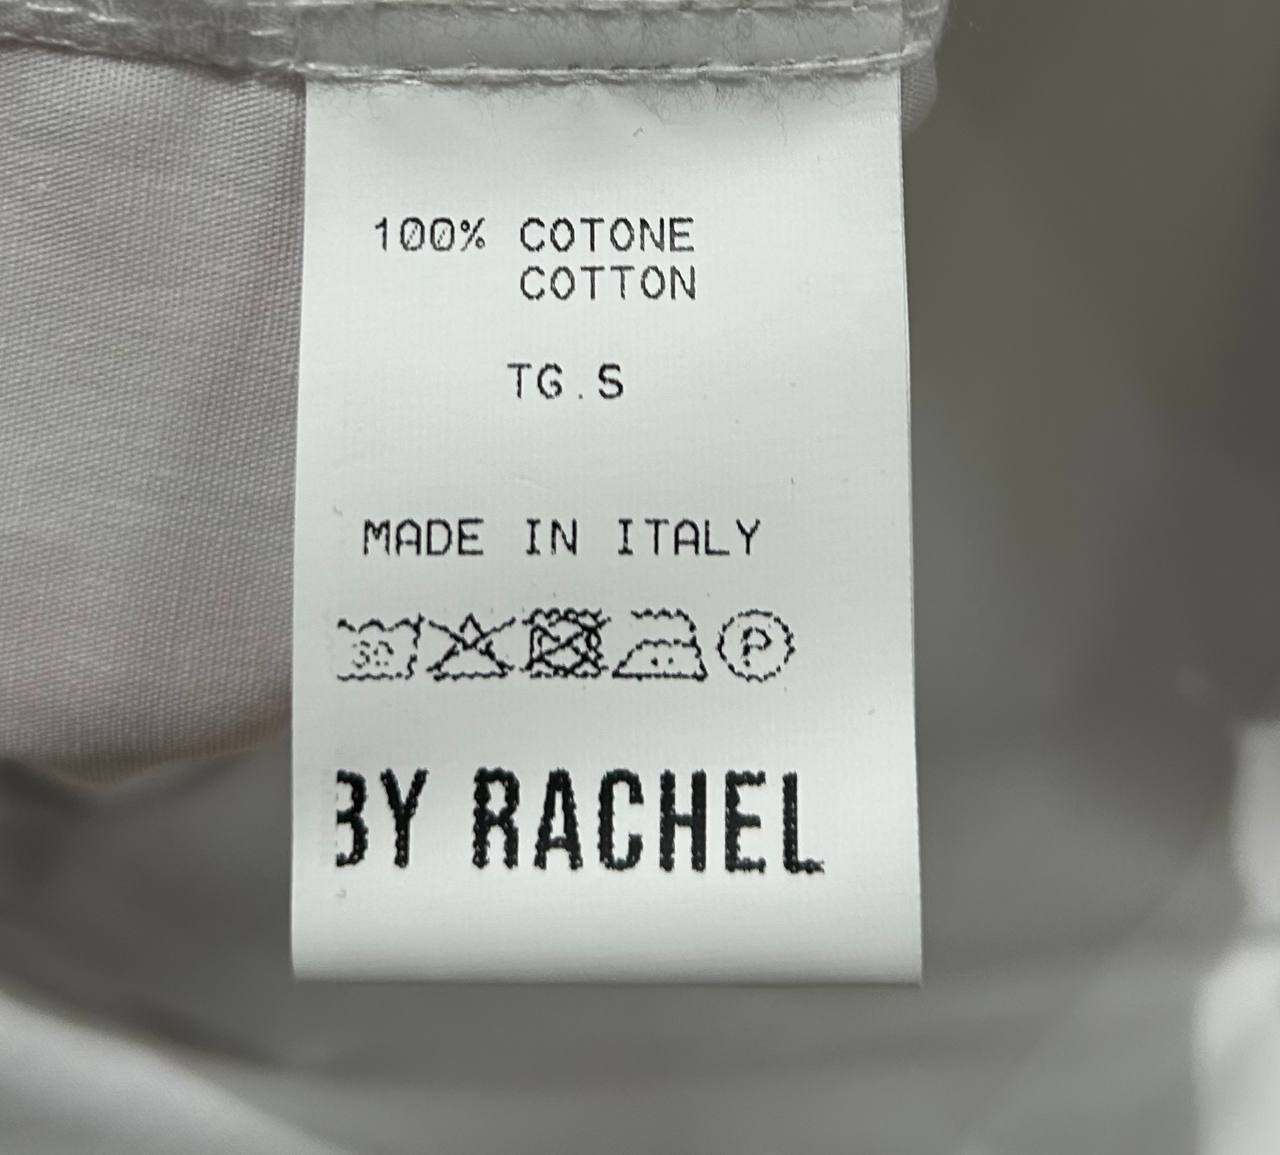 100% COTONE
COTTON
TG.S
MADE IN ITALY
30 P
BY RACHEL